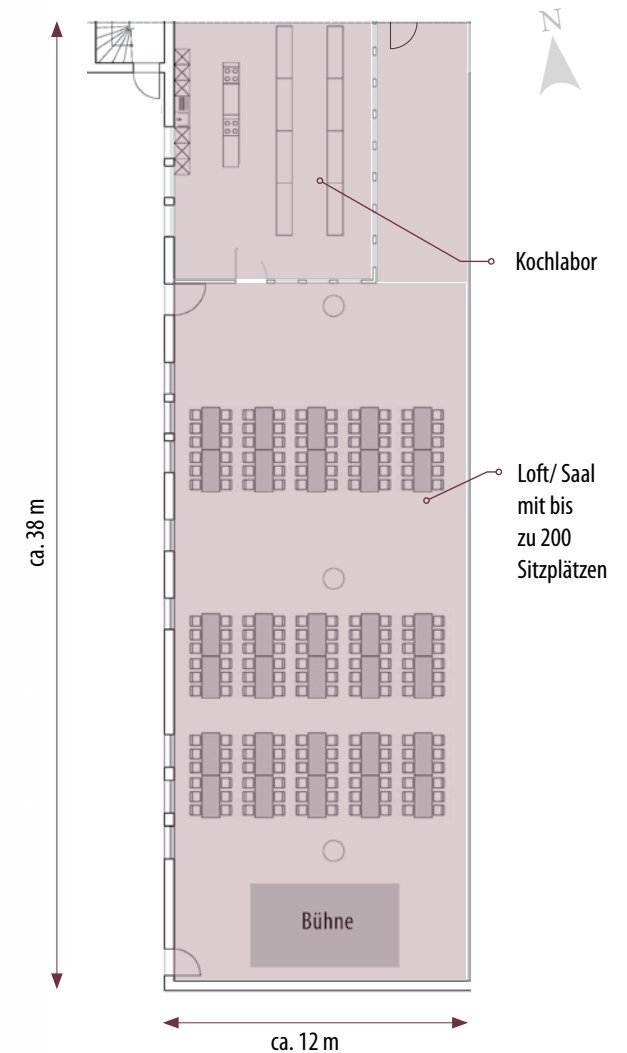 N
Kochlabor
Loft/ Saal
mit bis
zu 200
Sitzplätzen
ca. 38 m
Bühne
ca. 12 m